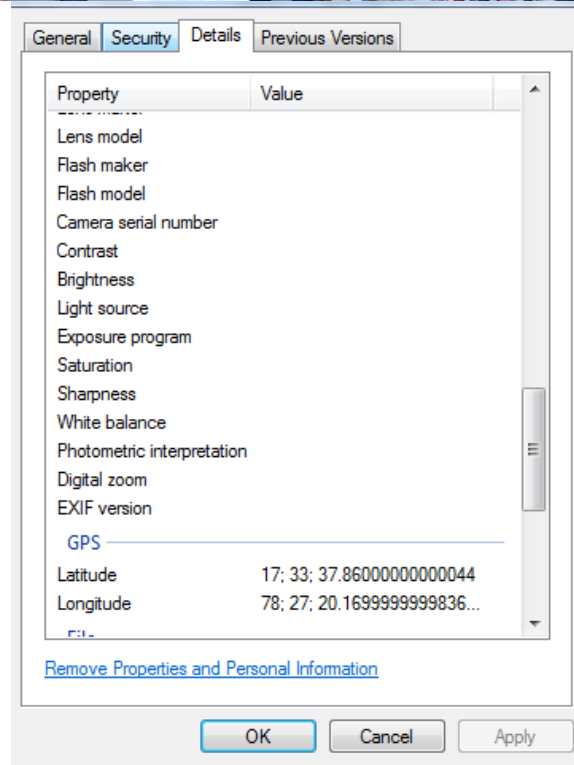 General Security Details Previous Versions
Property Value
Lens model
Flash maker
Flash model
Camera serial number
Contrast
Brightness
Light source
Exposure program
Saturation
Sharpness
White balance
Photometric interpretation
Digital zoom
EXIF version
GPS
Latitude 17; 33; 37.86000000000044
Longitude 78; 27; 20.1699999999836...
Remove Properties and Personal Information
OK Cancel Apply